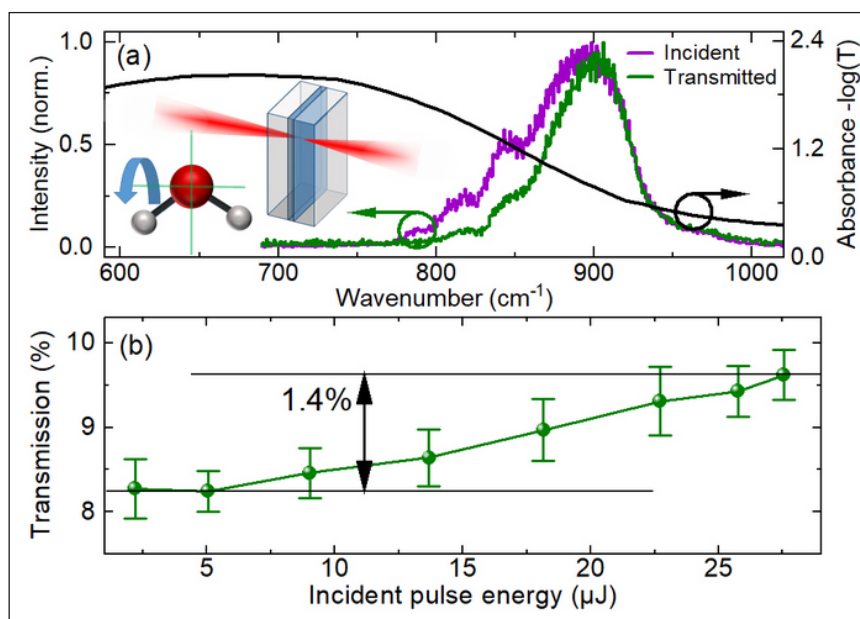 (a)
Intensity (norm.)
1.0
0.5
0.0
Incident
Transmitted
2.4
1.2
0.0
Absorbance -log(T)
600 700 800 900 1000
Wavenumber (cm⁻¹)
(b)
Transmission (%)
10
9
8
1.4%
5 10 15 20 25
Incident pulse energy (µJ)